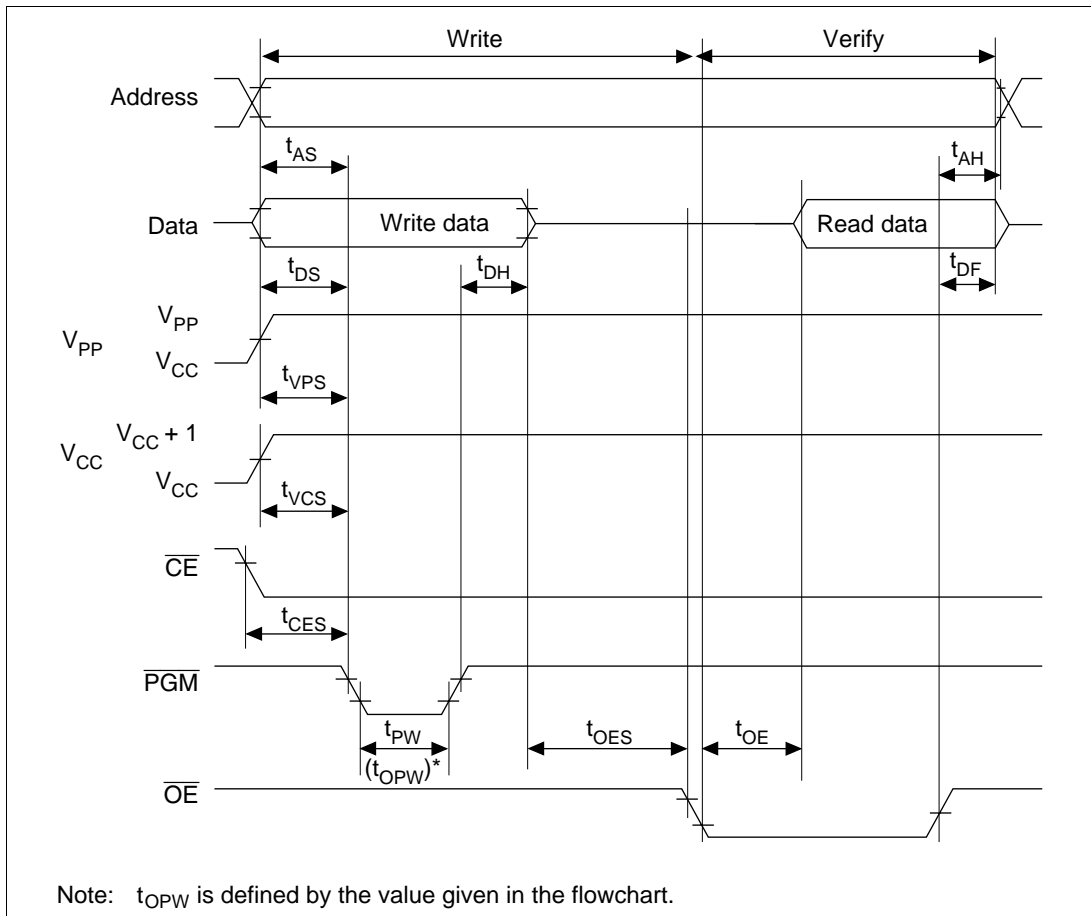 Write Verify
Address
tAS tAH
Data Write data Read data
tDS tDH tDF
VPP
VPP
VCC
tVPS
VCC + 1
VCC
VCC
tVCS
CE
tCES
PGM
tPW tOES tOE
(tOPW)*
OE
Note: tOPW is defined by the value given in the flowchart.